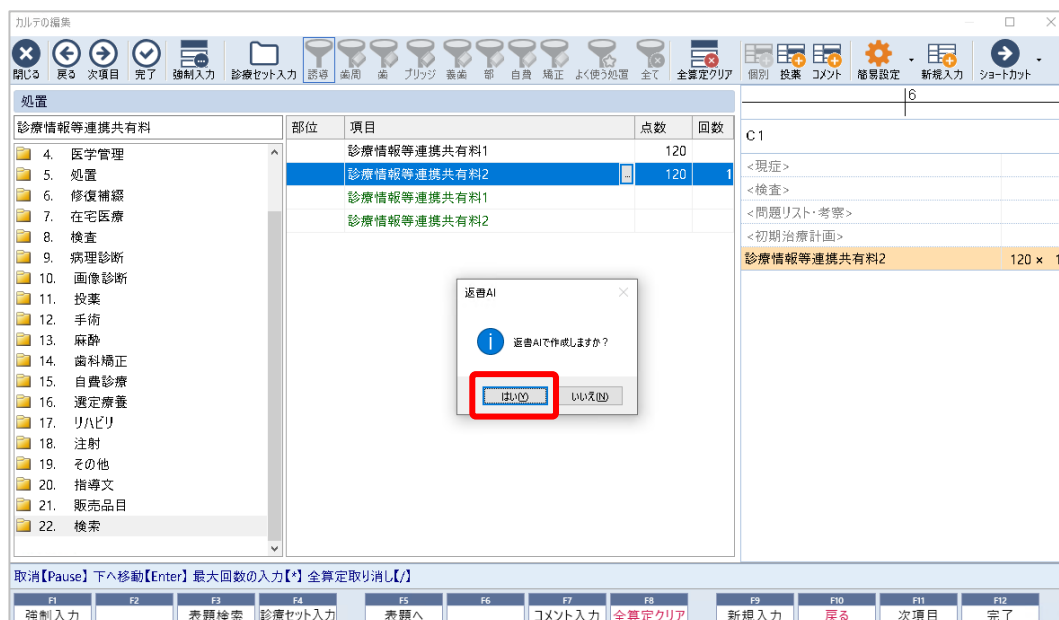 カルテの編集
閉じる 戻る 次項目 完了 強制入力 診療セット入力 誘導 歯周 歯 ブリッジ 義歯 部 自費 矯正 よく使う処置 全て 全算定クリア 個別 投薬 コメント 簡易設定 新規入力 ショートカット
処置
診療情報等連携共有料
4. 医学管理
5. 処置
6. 修復補綴
7. 在宅医療
8. 検査
9. 病理診断
10. 画像診断
11. 投薬
12. 手術
13. 麻酔
14. 歯科矯正
15. 自費診療
16. 選定療養
17. リハビリ
18. 注射
19. その他
20. 指導文
21. 販売品目
22. 検索
部位 項目 点数 回数
診療情報等連携共有料1 120
診療情報等連携共有料2 ... 120 1
診療情報等連携共有料1
診療情報等連携共有料2
返書AI
返書AIで作成しますか？
はい(Y) いいえ(N)
6
C1
<現症>
<検査>
<問題リスト・考察>
<初期治療計画>
診療情報等連携共有料2 120 × 1
取消【Pause】 下へ移動【Enter】 最大回数の入力【*】 全算定取り消し【/】
F1 F2 F3 F4 F5 F6 F7 F8 F9 F10 F11 F12
強制入力 表題検索 診療セット入力 表題へ コメント入力 全算定クリア 新規入力 戻る 次項目 完了